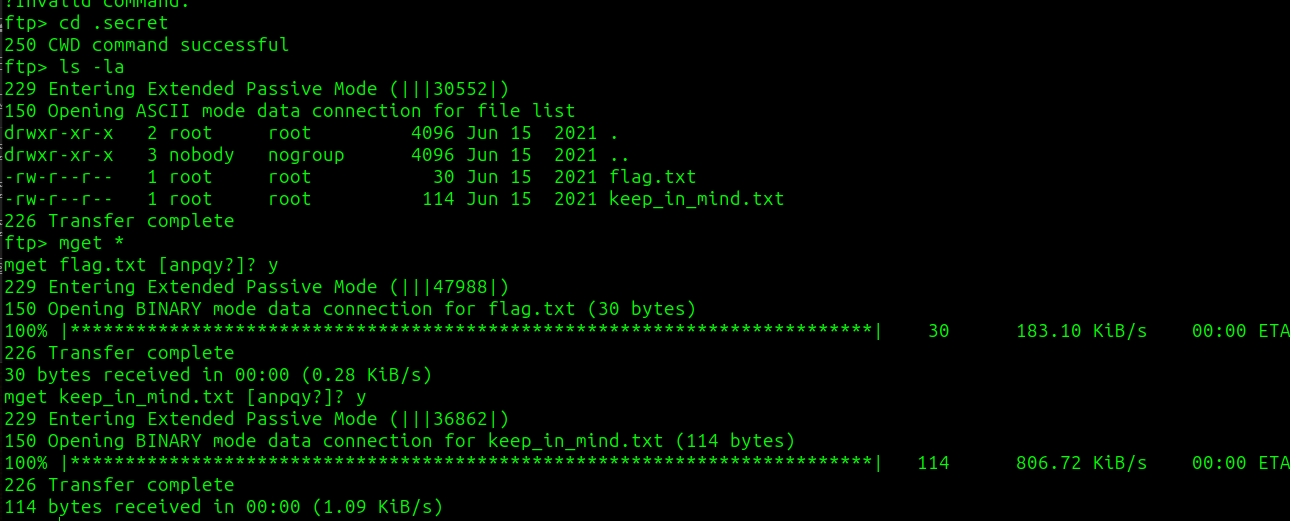 ?Invalid command.
ftp> cd .secret
250 CWD command successful
ftp> ls -la
229 Entering Extended Passive Mode (|||30552|)
150 Opening ASCII mode data connection for file list
drwxr-xr-x   2 root     root         4096 Jun 15  2021 .
drwxr-xr-x   3 nobody   nogroup      4096 Jun 15  2021 ..
-rw-r--r--   1 root     root           30 Jun 15  2021 flag.txt
-rw-r--r--   1 root     root          114 Jun 15  2021 keep_in_mind.txt
226 Transfer complete
ftp> mget *
mget flag.txt [anpqy?]? y
229 Entering Extended Passive Mode (|||47988|)
150 Opening BINARY mode data connection for flag.txt (30 bytes)
100% |*************************************************************************|    30      183.10 KiB/s    00:00 ETA
226 Transfer complete
30 bytes received in 00:00 (0.28 KiB/s)
mget keep_in_mind.txt [anpqy?]? y
229 Entering Extended Passive Mode (|||36862|)
150 Opening BINARY mode data connection for keep_in_mind.txt (114 bytes)
100% |*************************************************************************|   114      806.72 KiB/s    00:00 ETA
226 Transfer complete
114 bytes received in 00:00 (1.09 KiB/s)